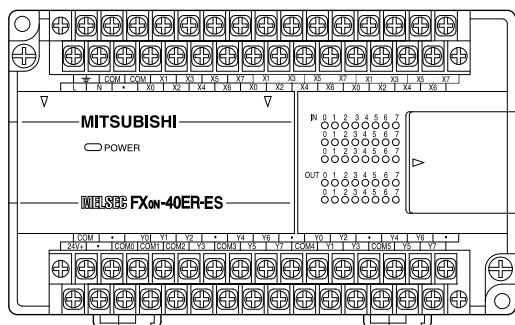 ⏚ COM COM X1 X3 X5 X7 X1 X3 X5 X7 X1 X3 X5 X7
L N • X0 X2 X4 X6 X0 X2 X4 X6 X0 X2 X4 X6
MITSUBISHI
POWER
MELSEC FX0N-40ER-ES
IN 0 1 2 3 4 5 6 7
0 1 2 3 4 5 6 7
0 1 2 3 4 5 6 7
OUT 0 1 2 3 4 5 6 7
0 1 2 3 4 5 6 7
COM • Y0 Y1 Y2 • Y4 Y6 • Y0 Y2 • Y4 Y6 •
24V+ • COM0 COM1 COM2 Y3 COM3 Y5 Y7 COM4 Y1 Y3 COM5 Y5 Y7